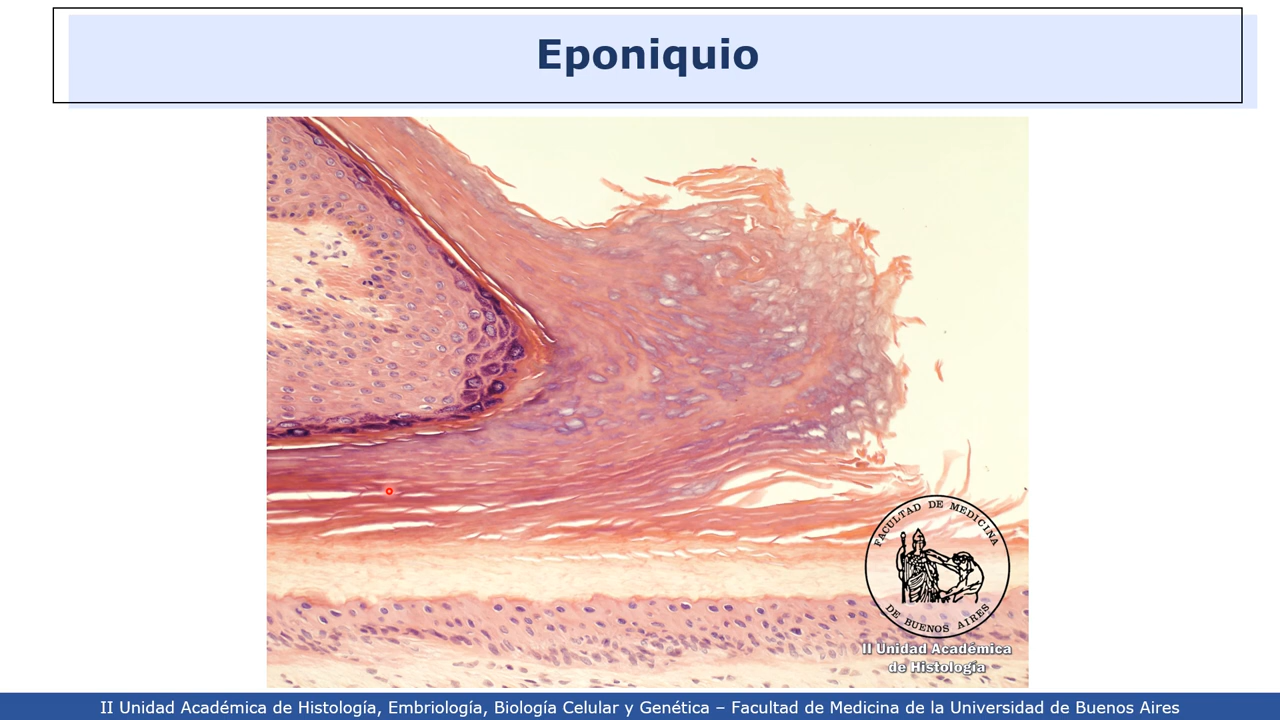 Eponiquio
FACULTAD DE MEDICINA
DE BUENOS AIRES
II Unidad Académica
de Histología
II Unidad Académica de Histología, Embriología, Biología Celular y Genética – Facultad de Medicina de la Universidad de Buenos Aires